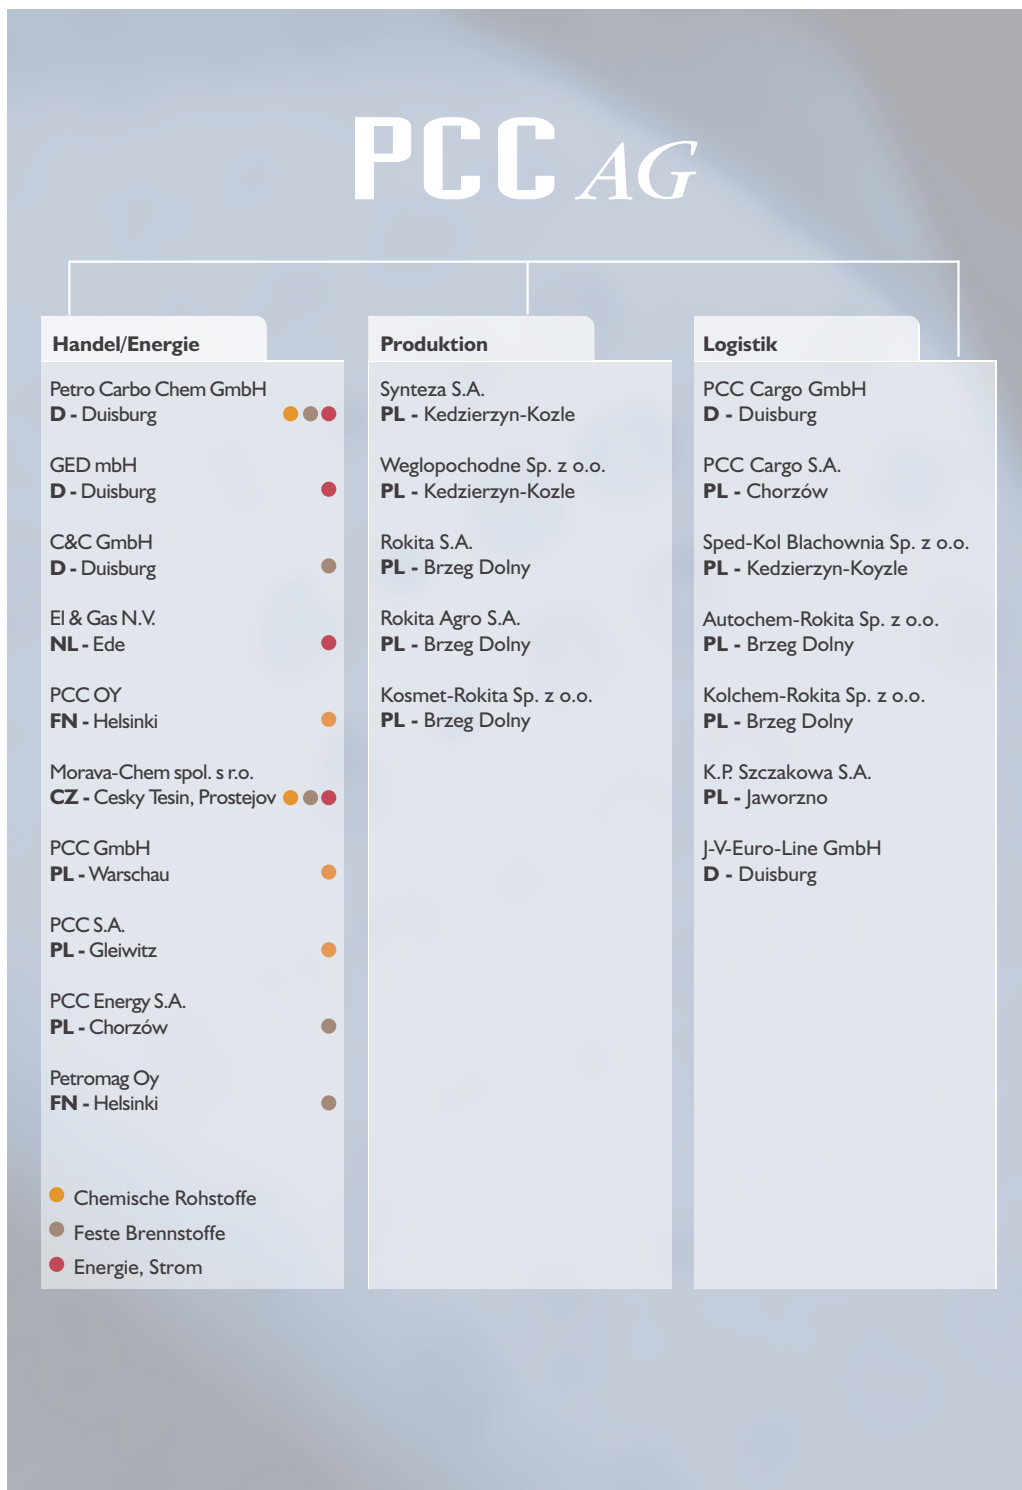 PCC AG
Handel/Energie
Petro Carbo Chem GmbH
D - Duisburg
GED mbH
D - Duisburg
C&C GmbH
D - Duisburg
El & Gas N.V.
NL - Ede
PCC OY
FN - Helsinki
Morava-Chem spol. s r.o.
CZ - Cesky Tesin, Prostejov
PCC GmbH
PL - Warschau
PCC S.A.
PL - Gleiwitz
PCC Energy S.A.
PL - Chorzów
Petromag Oy
FN - Helsinki
Chemische Rohstoffe
Feste Brennstoffe
Energie, Strom
Produktion
Synteza S.A.
PL - Kedzierzyn-Kozle
Weglopochodne Sp. z o.o.
PL - Kedzierzyn-Kozle
Rokita S.A.
PL - Brzeg Dolny
Rokita Agro S.A.
PL - Brzeg Dolny
Kosmet-Rokita Sp. z o.o.
PL - Brzeg Dolny
Logistik
PCC Cargo GmbH
D - Duisburg
PCC Cargo S.A.
PL - Chorzów
Sped-Kol Blachownia Sp. z o.o.
PL - Kedzierzyn-Koyzle
Autochem-Rokita Sp. z o.o.
PL - Brzeg Dolny
Kolchem-Rokita Sp. z o.o.
PL - Brzeg Dolny
K.P. Szczakowa S.A.
PL - Jaworzno
J-V-Euro-Line GmbH
D - Duisburg